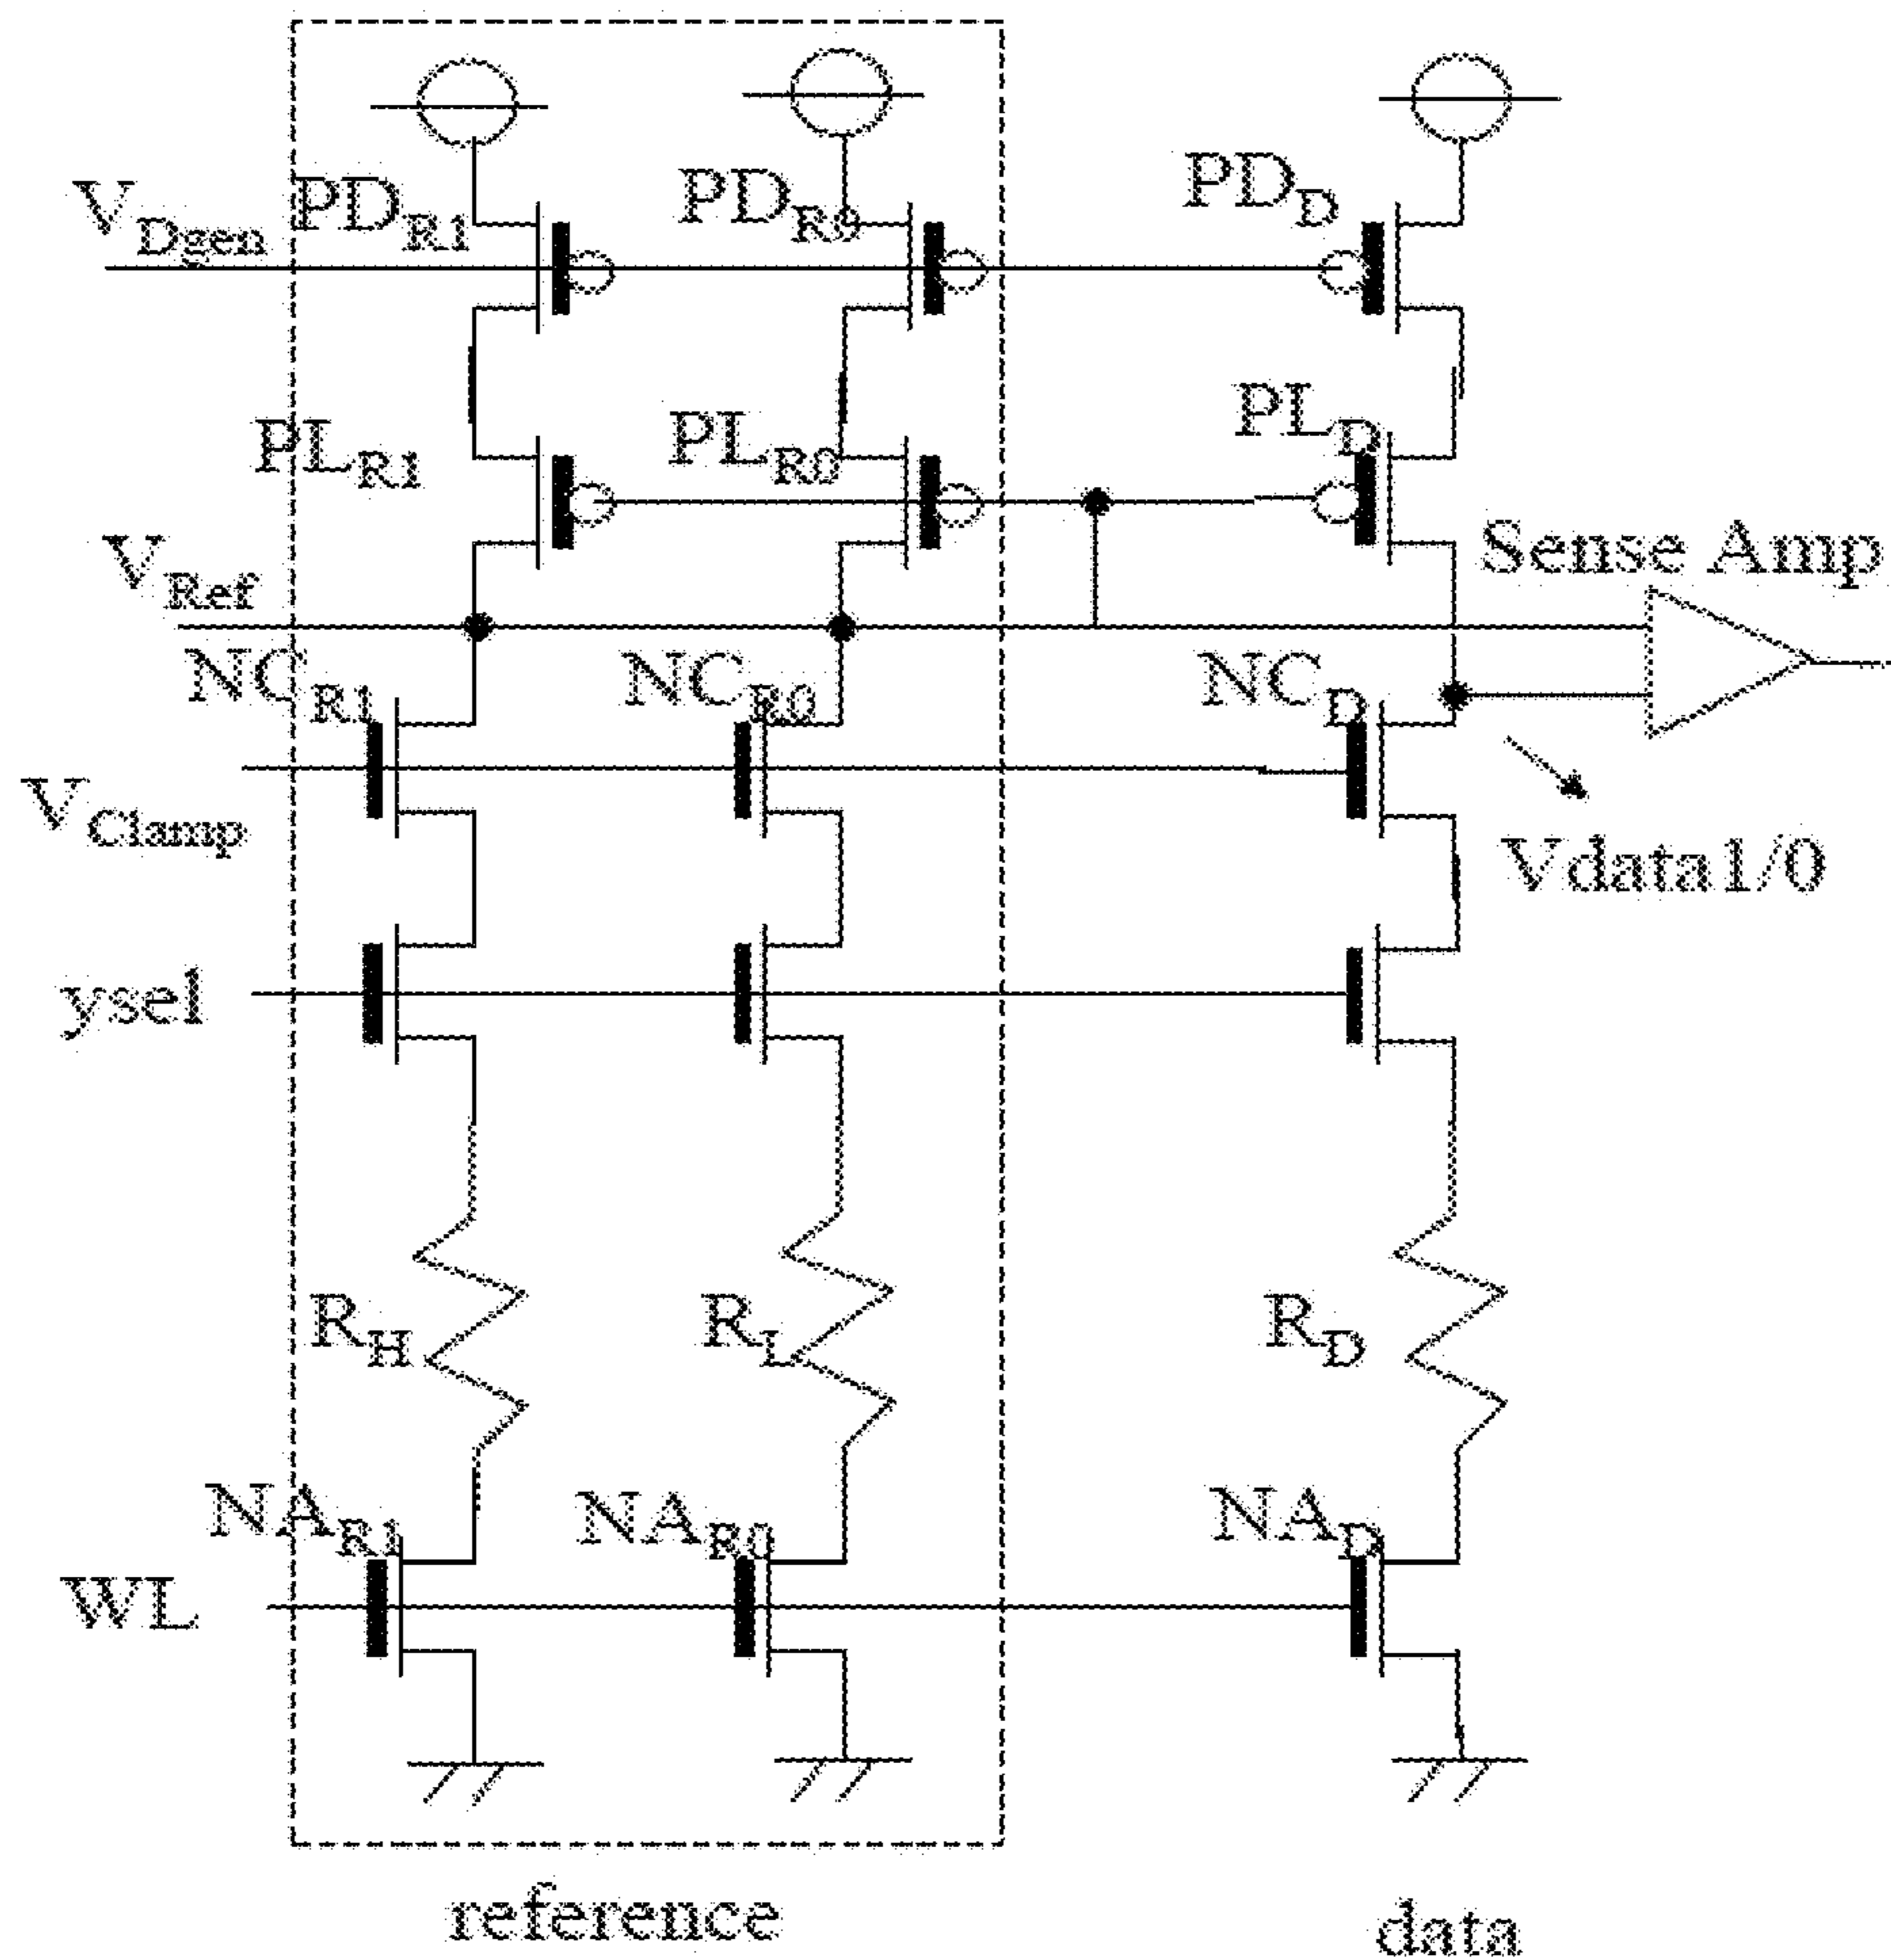 V_Dgen PD_R1 PD_R0 PD_D
PL_R1 PL_R0 PL_D
V_Ref Sense Amp
NC_R1 NC_R0 NC_D
V_Clamp
Vdata1/0
ysel
R_H R_L R_D
NA_R1 NA_R0 NA_D
WL
reference data